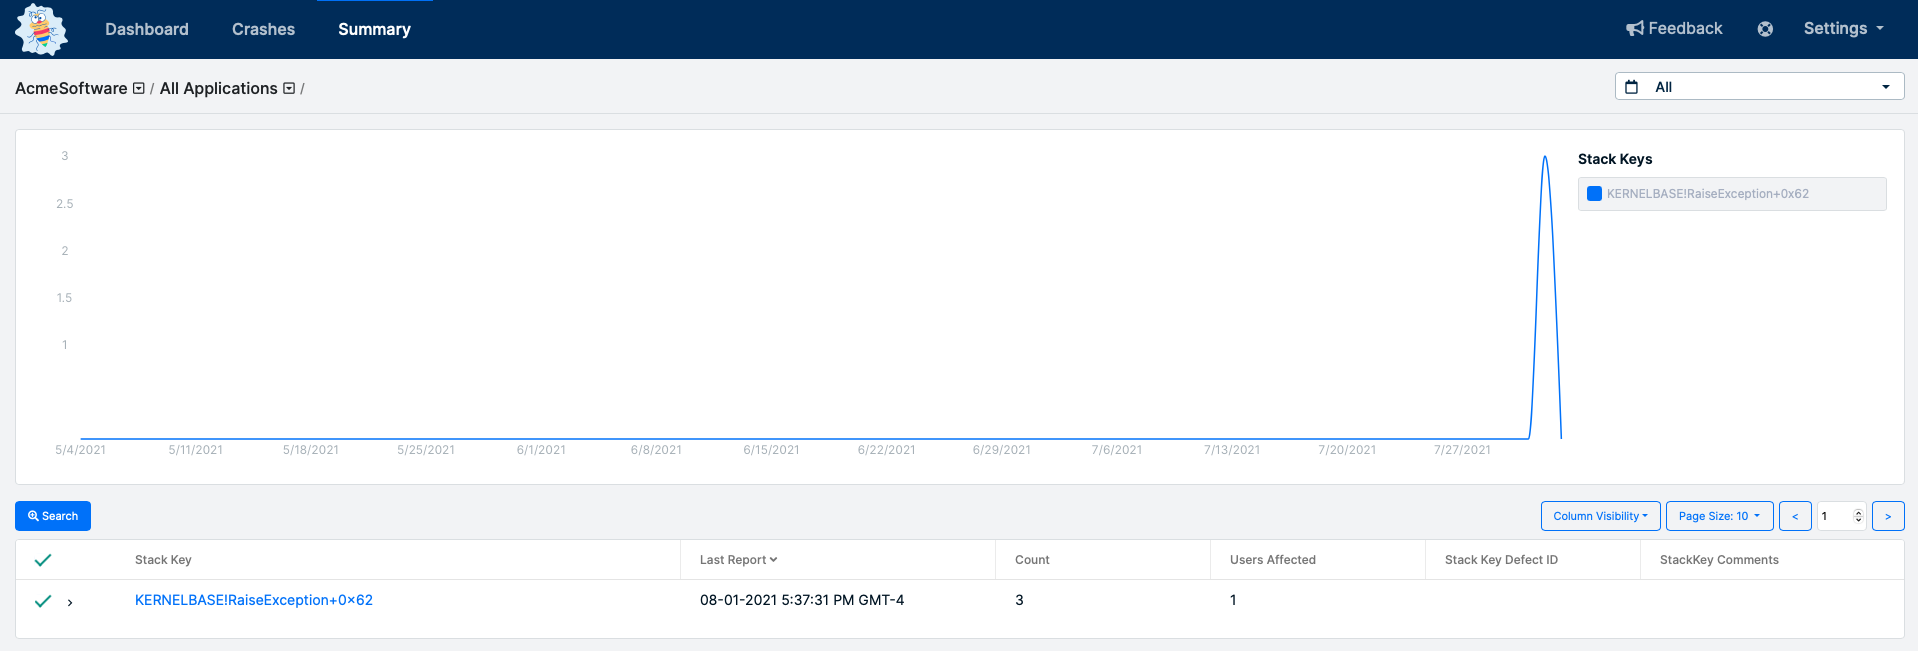 Dashboard Crashes Summary Feedback Settings
AcmeSoftware / All Applications /
All
3
2.5
2
1.5
1
5/4/2021 5/11/2021 5/18/2021 5/25/2021 6/1/2021 6/8/2021 6/15/2021 6/22/2021 6/29/2021 7/6/2021 7/13/2021 7/20/2021 7/27/2021
Stack Keys
KERNELBASE!RaiseException+0x62
Search
Column Visibility Page Size: 10 < 1 >
Stack Key Last Report Count Users Affected Stack Key Defect ID StackKey Comments
KERNELBASE!RaiseException+0×62 08-01-2021 5:37:31 PM GMT-4 3 1